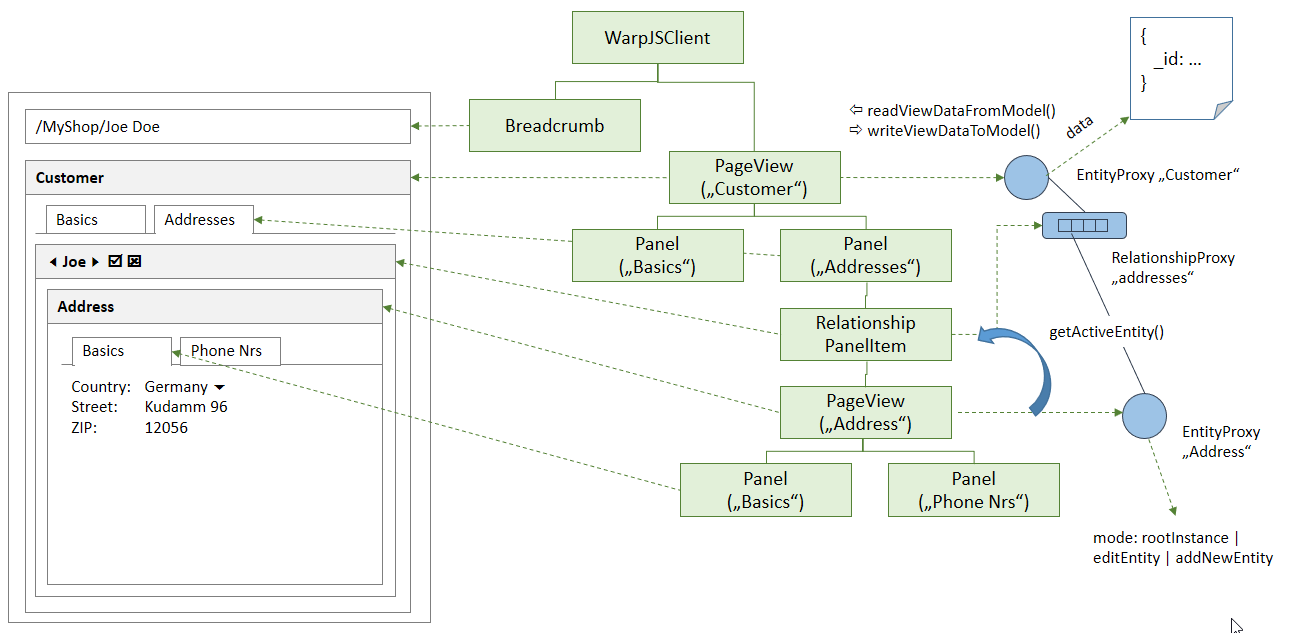 WarpJSClient
{
_id: ...
}
/MyShop/Joe Doe
Breadcrumb
readViewDataFromModel()
writeViewDataToModel()
data
Customer
PageView
(„Customer“)
EntityProxy „Customer“
Basics
Addresses
Panel
(„Basics“)
Panel
(„Addresses“)
RelationshipProxy
„addresses“
Joe
Address
Relationship
PanelItem
getActiveEntity()
Basics
Phone Nrs
Country: Germany
Street: Kudamm 96
ZIP: 12056
PageView
(„Address“)
EntityProxy
„Address“
Panel
(„Basics“)
Panel
(„Phone Nrs“)
mode: rootInstance |
editEntity | addNewEntity